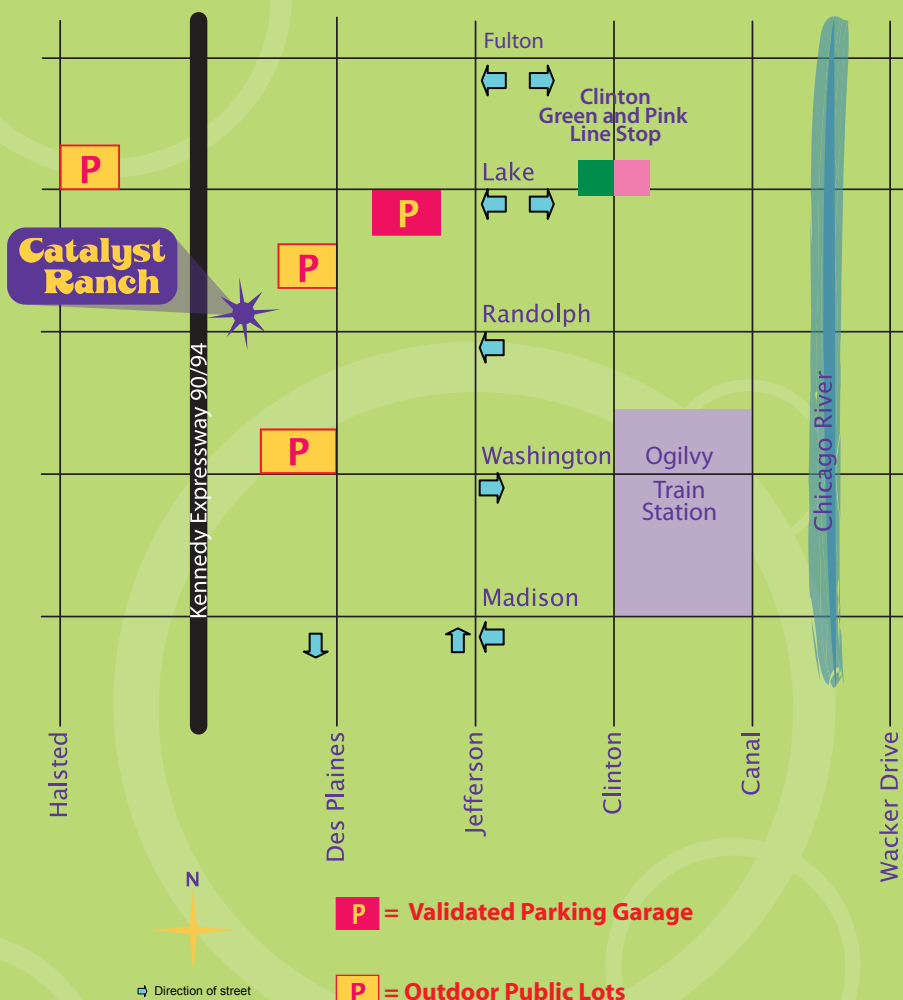 Fulton
Clinton
Green and Pink
Line Stop
P
Lake
P
Catalyst
Ranch
P
Randolph
Kennedy Expressway 90/94
Chicago River
P
Washington
Ogilvy
Train
Station
Madison
Halsted
Des Plaines
Jefferson
Clinton
Canal
Wacker Drive
N
P = Validated Parking Garage
Direction of street
P = Outdoor Public Lots